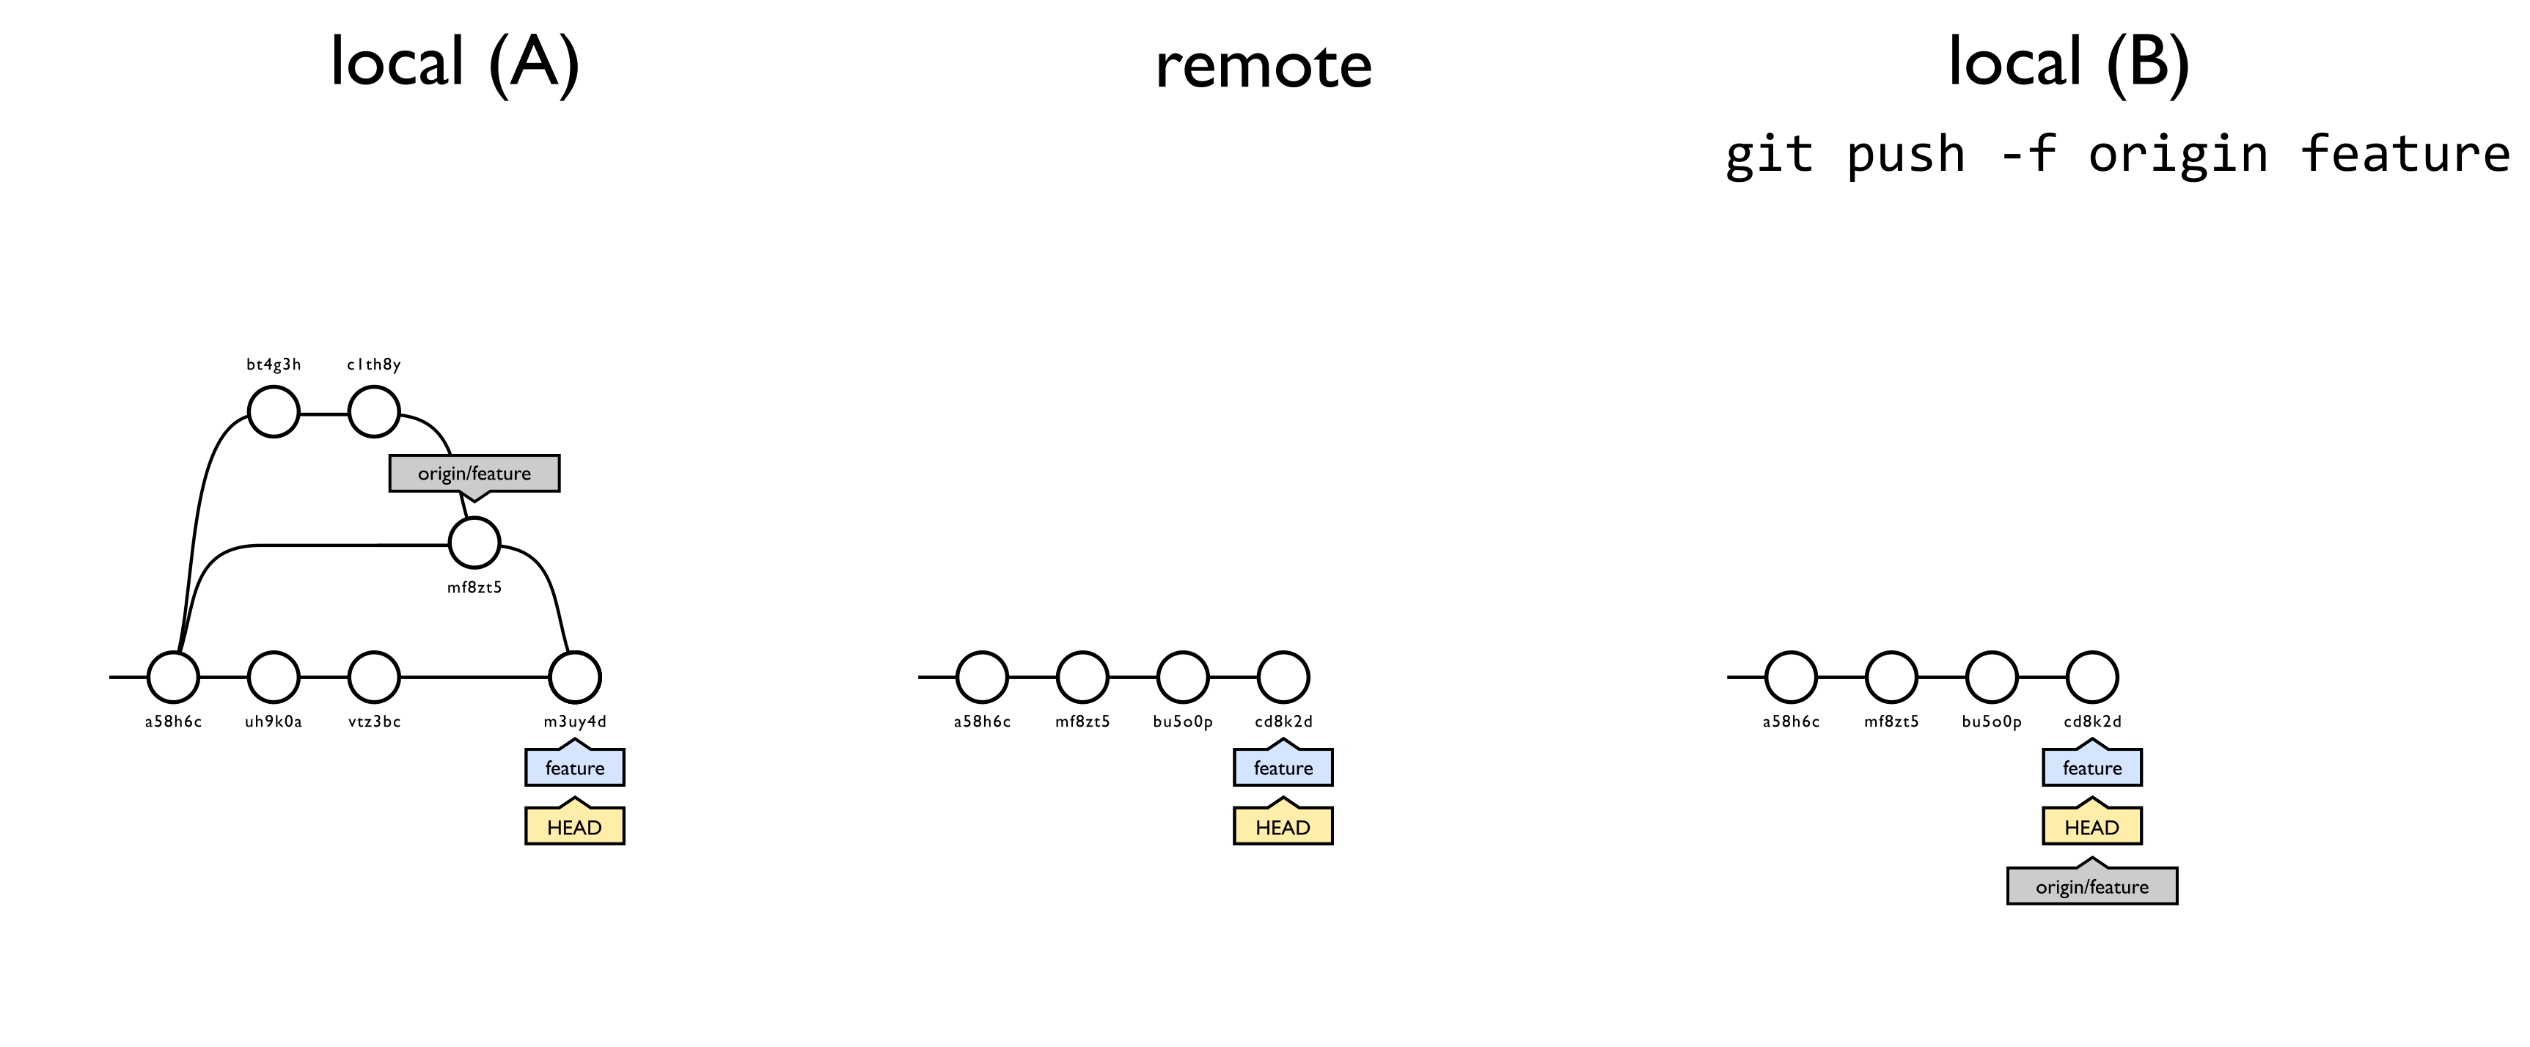 local (A)
remote
local (B)
git push -f origin feature
bt4g3h
c1th8y
origin/feature
mf8zt5
a58h6c
uh9k0a
vtz3bc
m3uy4d
feature
HEAD
a58h6c
mf8zt5
bu5o0p
cd8k2d
feature
HEAD
a58h6c
mf8zt5
bu5o0p
cd8k2d
feature
HEAD
origin/feature